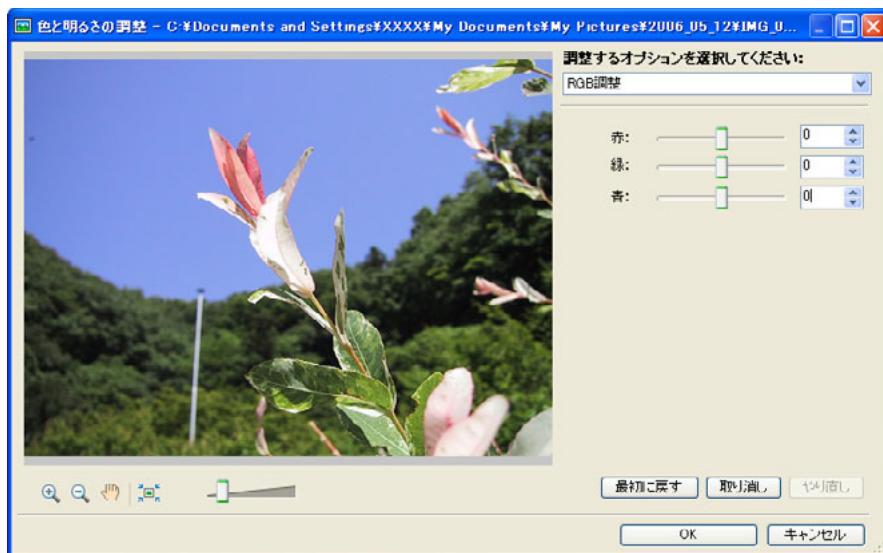 色と明るさの調整 - C:¥Documents and Settings¥XXXX¥My Documents¥My Pictures¥2006_05_12¥IMG_0...
調整するオプションを選択してください:
RGB調整
赤: 0
緑: 0
青: 0
最初に戻す 取り消し やり直し
OK キャンセル